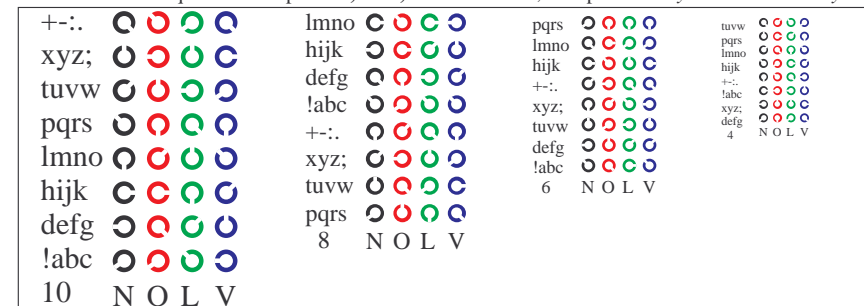 +-:.
xyz;
tuvw
pqrs
lmno
hijk
defg
!abc
10 N O L V
lmno
hijk
defg
!abc
+-:.
xyz;
tuvw
pqrs
8 N O L V
pqrs
lmno
hijk
+-:.
xyz;
tuvw
defg
!abc
6 N O L V
tuvw
pqrs
lmno
hijk
+-:.
!abc
xyz;
defg
4 N O L V